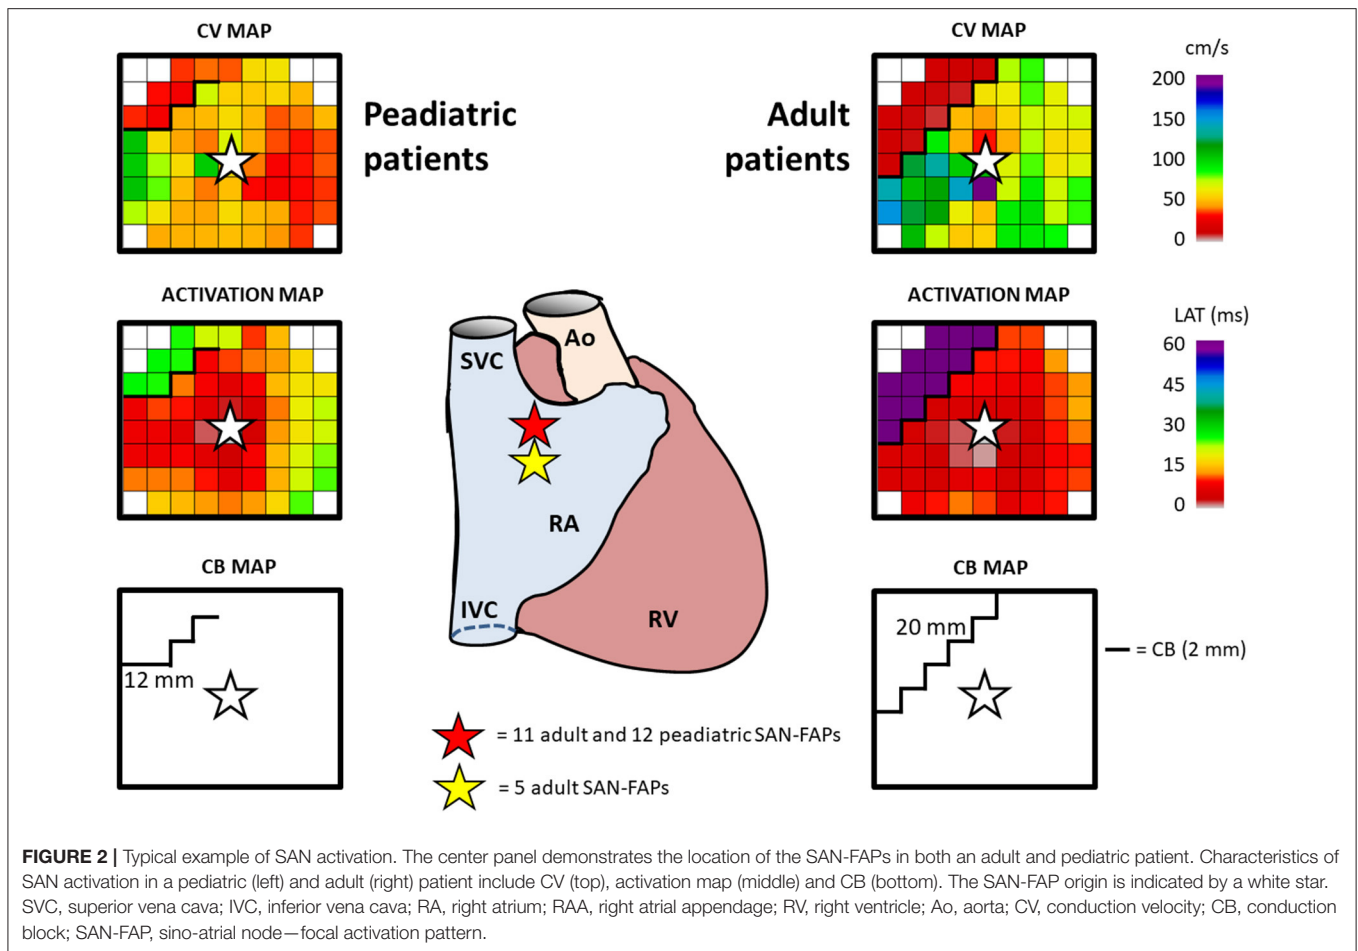 CV MAP
CV MAP
cm/s
200
150
100
50
0
Peadiatric
patients
Adult
patients
ACTIVATION MAP
ACTIVATION MAP
LAT (ms)
60
45
30
15
0
SVC
Ao
RA
IVC
RV
CB MAP
CB MAP
12 mm
20 mm
= CB (2 mm)
= 11 adult and 12 peadiatric SAN-FAPs
= 5 adult SAN-FAPs
FIGURE 2 | Typical example of SAN activation. The center panel demonstrates the location of the SAN-FAPs in both an adult and pediatric patient. Characteristics of
SAN activation in a pediatric (left) and adult (right) patient include CV (top), activation map (middle) and CB (bottom). The SAN-FAP origin is indicated by a white star.
SVC, superior vena cava; IVC, inferior vena cava; RA, right atrium; RAA, right atrial appendage; RV, right ventricle; Ao, aorta; CV, conduction velocity; CB, conduction
block; SAN-FAP, sino-atrial node—focal activation pattern.